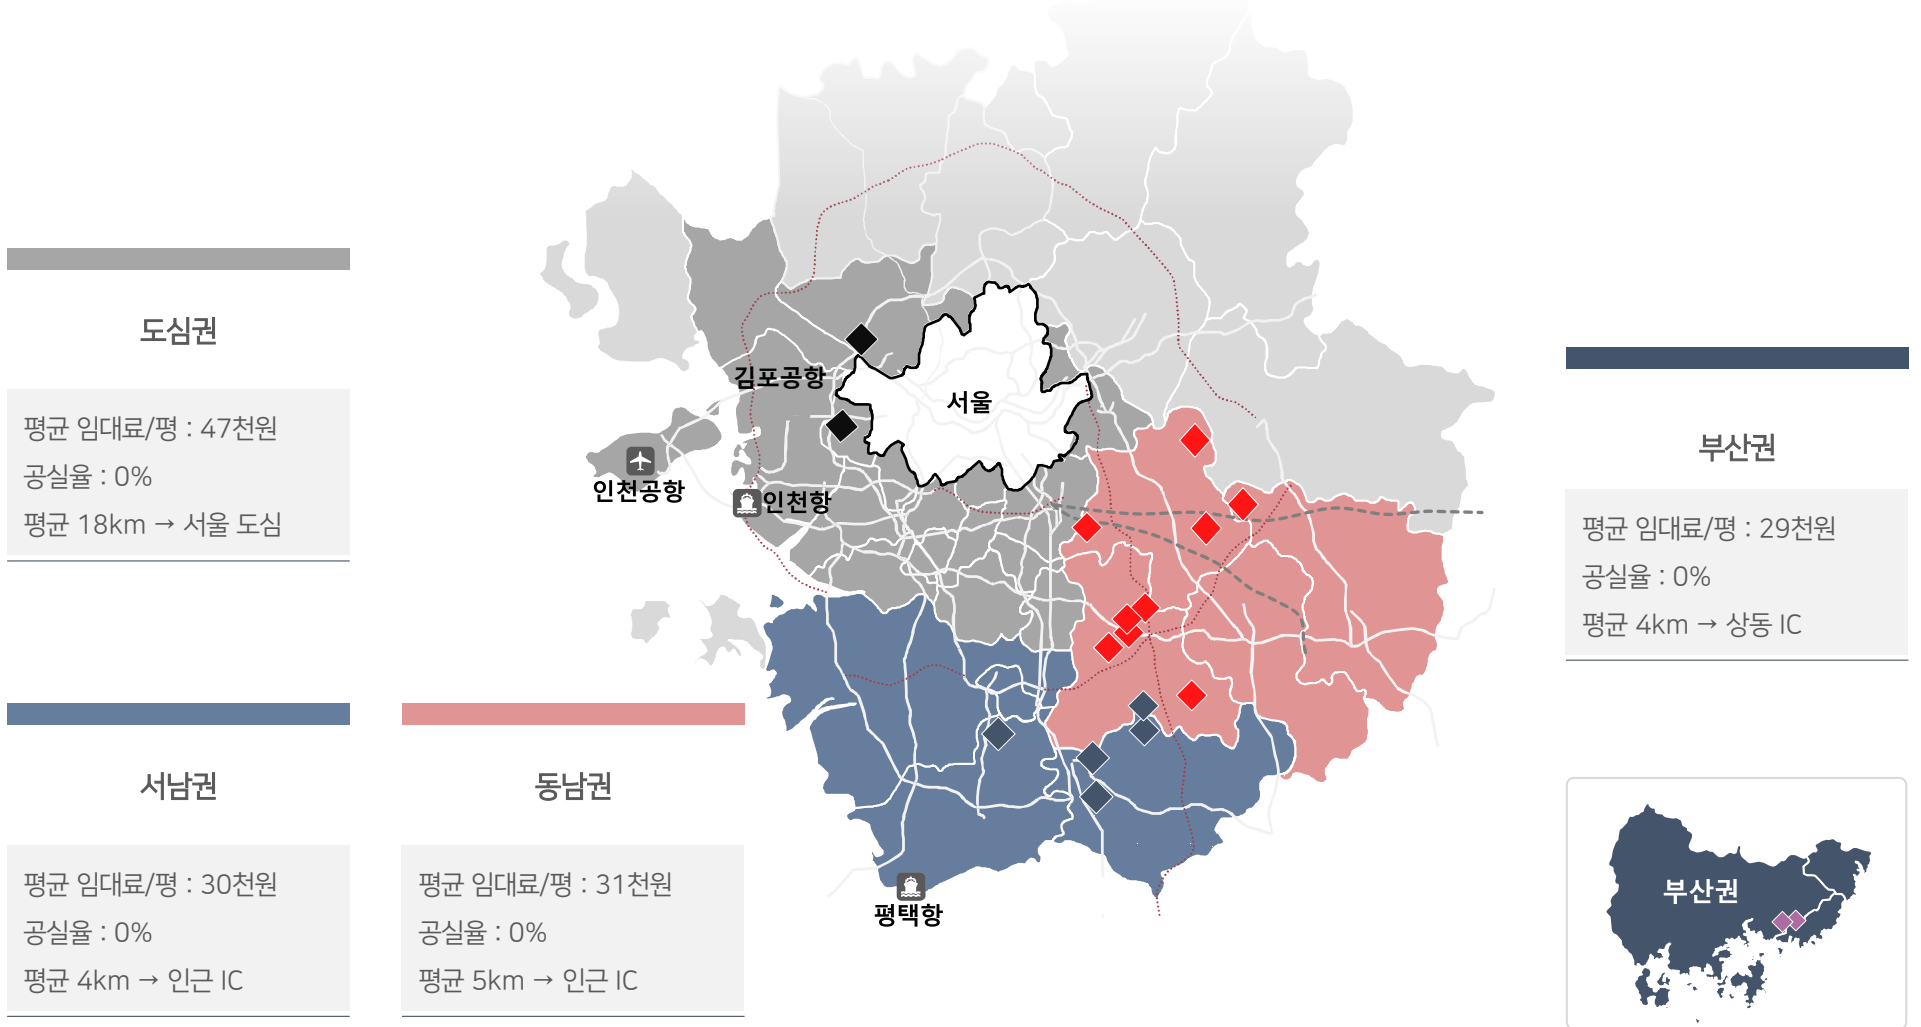 도심권
평균 임대료/평 : 47천원
공실율 : 0%
평균 18km → 서울 도심
서남권
평균 임대료/평 : 30천원
공실율 : 0%
평균 4km → 인근 IC
동남권
평균 임대료/평 : 31천원
공실율 : 0%
평균 5km → 인근 IC
김포공항
서울
인천공항
인천항
평택항
부산권
평균 임대료/평 : 29천원
공실율 : 0%
평균 4km → 상동 IC
부산권